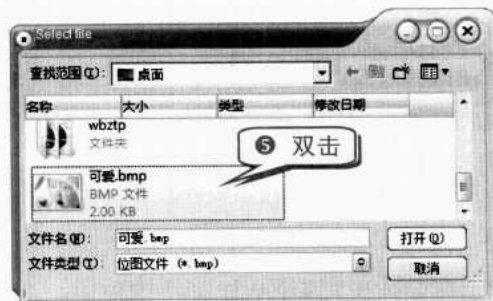 Select file
查找范围(I): 桌面
名称 大小 类型 修改日期
wbztp
文件夹
❺ 双击
可爱.bmp
BMP 文件
2.00 KB
文件名(N): 可爱.bmp 打开(O)
文件类型(T): 位图文件 (*.bmp) 取消